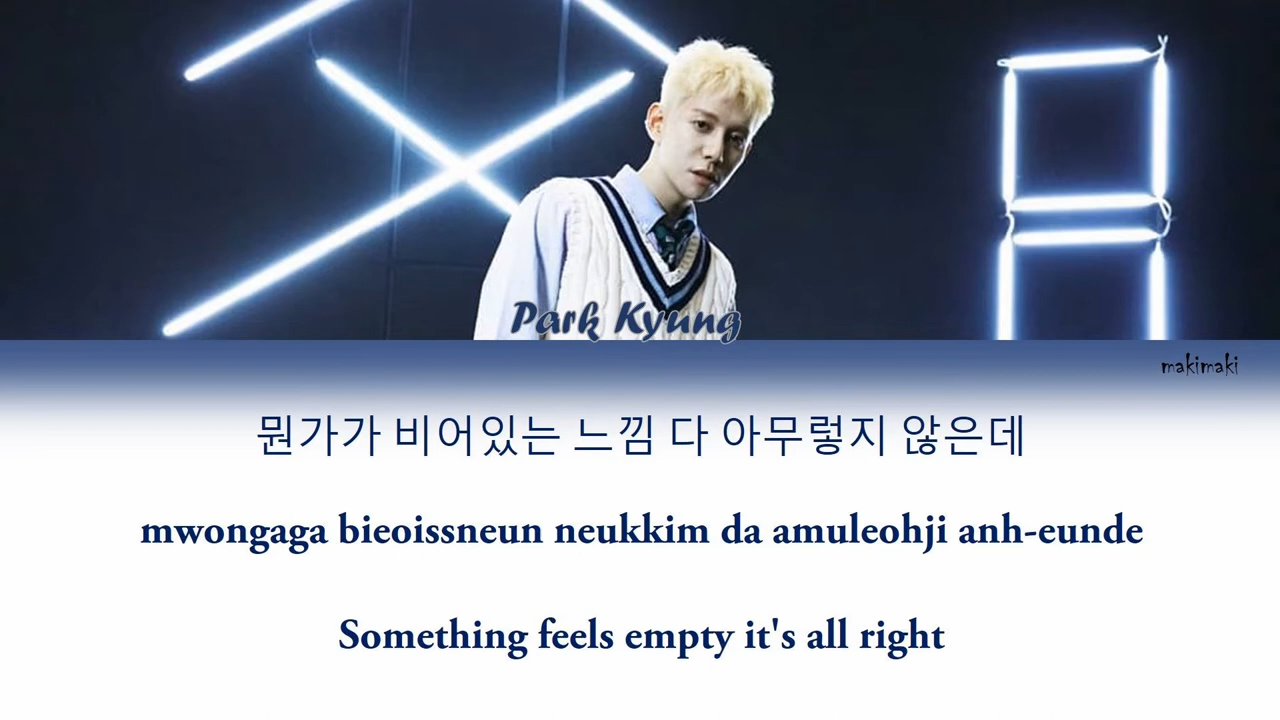 Park Kyung
makimaki
뭔가가 비어있는 느낌 다 아무렇지 않은데
mwongaga bieoissneun neukkim da amuleohji anh-eunde
Something feels empty it's all right